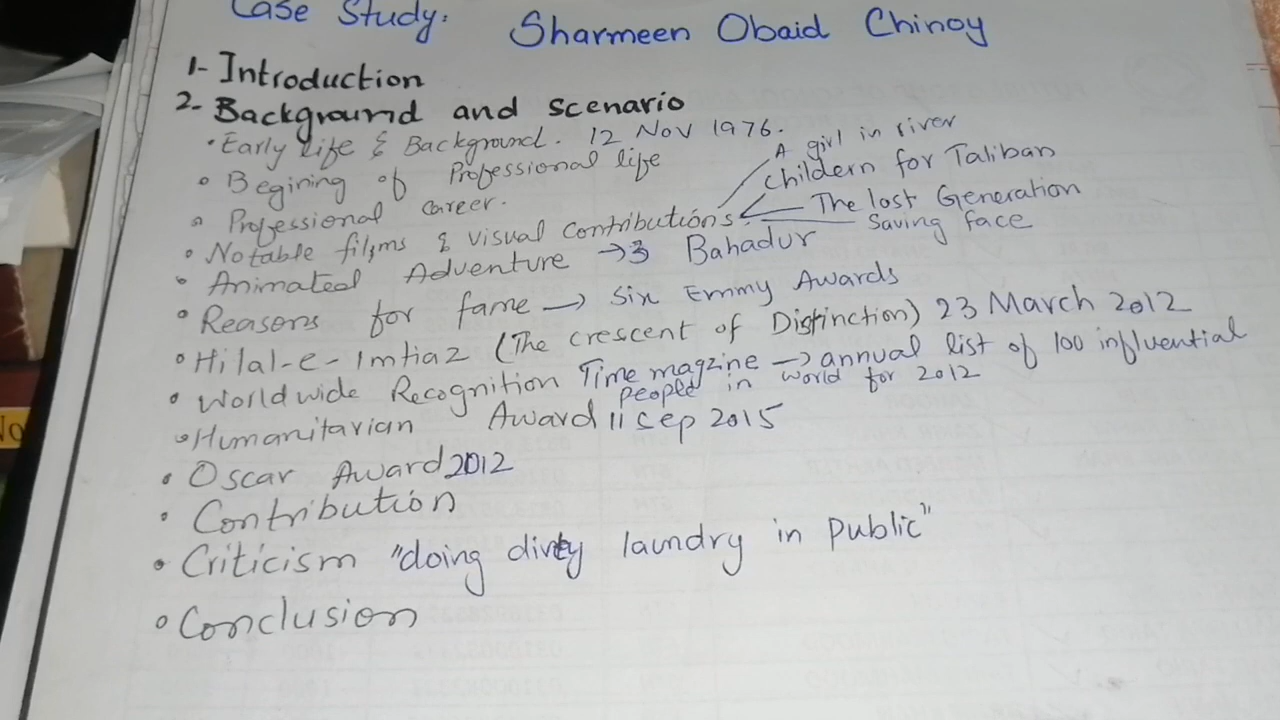 Case Study: Sharmeen Obaid Chinoy
1- Introduction
2- Background and scenario
• Early life & Background. 12 Nov 1976.
• Begining of Professional life
• Professional career.
• Notable films & visual contributions.
A girl in river
Childern for Taliban
The lost Generation
Saving face
• Animated Adventure → 3 Bahadur
• Reasons for fame → Six Emmy Awards
• Hilal-e-Imtiaz (The crescent of Distinction) 23 March 2012
• Worldwide Recognition Time magzine → annual list of 100 influential
people in world for 2012
• Humanitarian Award 11 Sep 2015
• Oscar Award 2012
• Contribution
• Criticism "doing dirty laundry in public"
• Conclusion
No